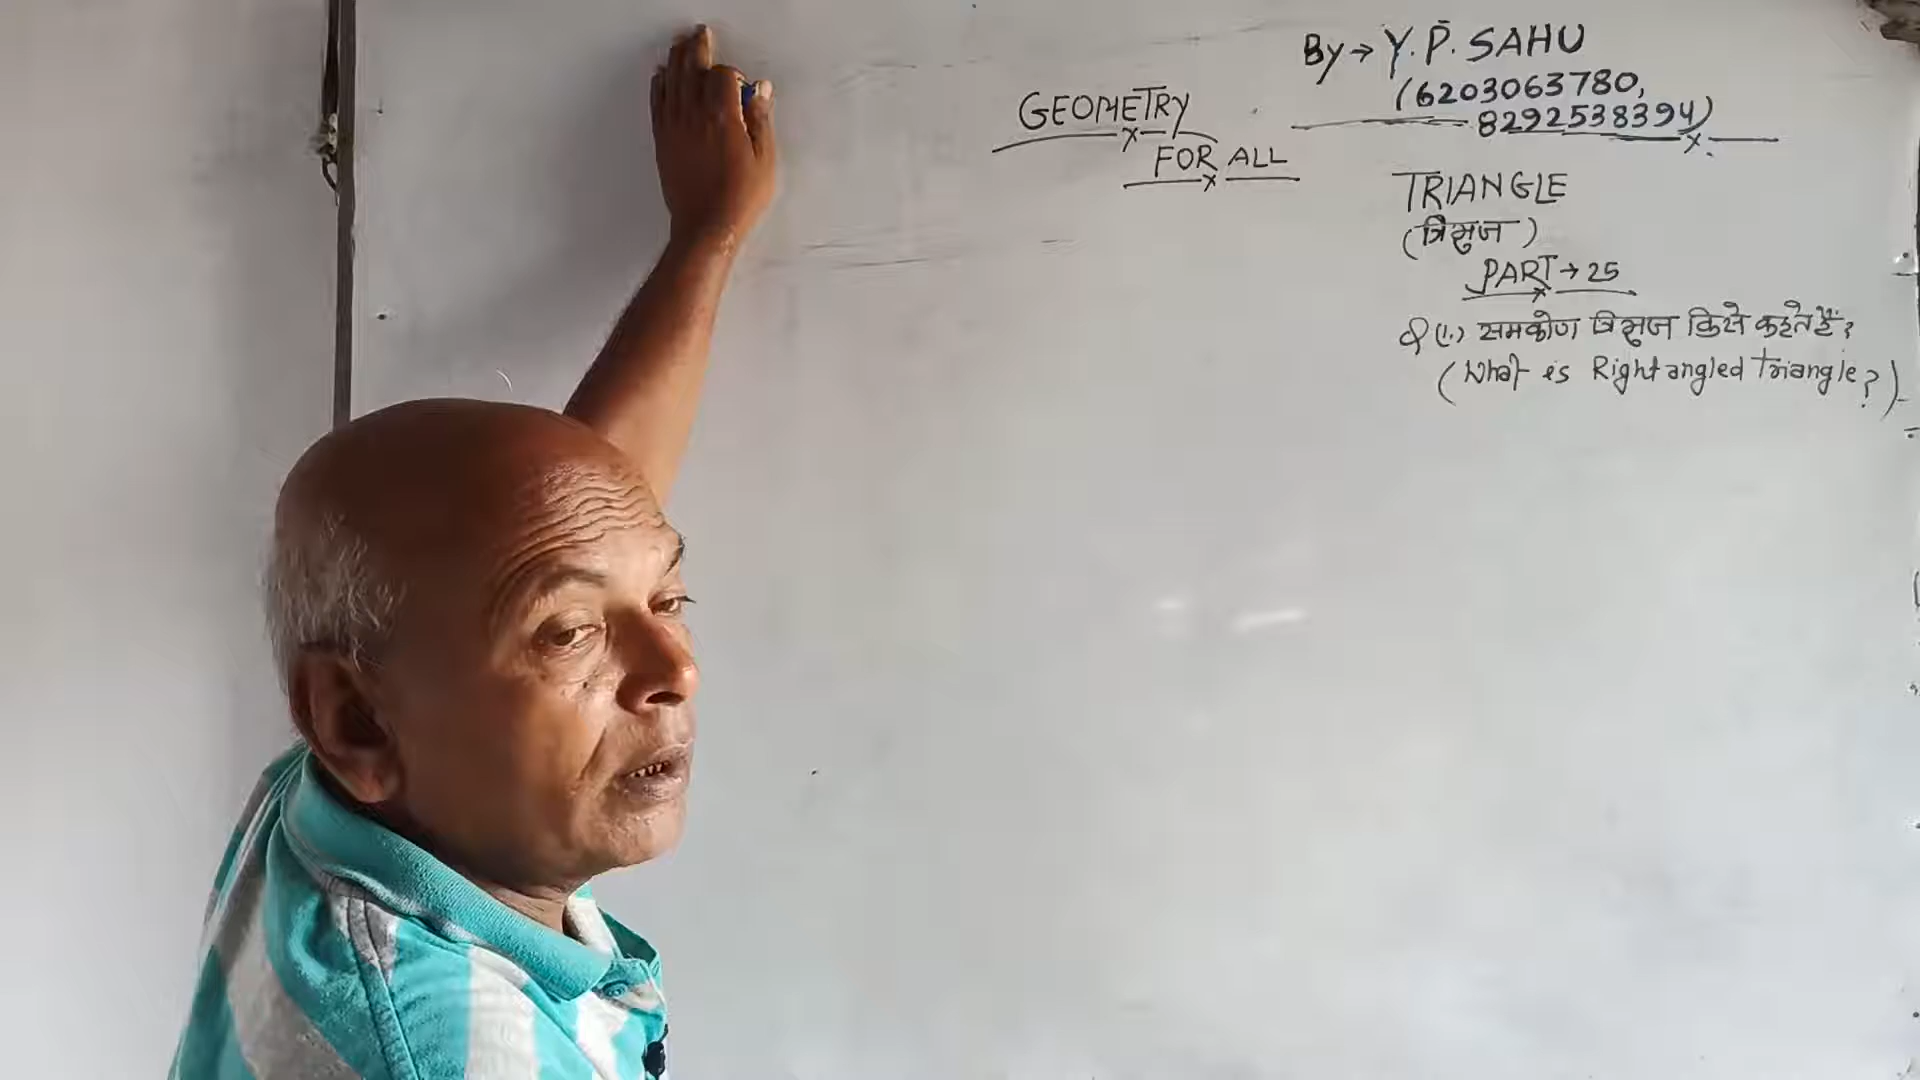 By → Y. P. SAHU
(6203063780,
8292538394)
GEOMETRY
FOR ALL
TRIANGLE
(त्रिभुज)
PART → 25
Q (1.) समकोण त्रिभुज किसे कहते हैं?
(What is Right angled Triangle?)